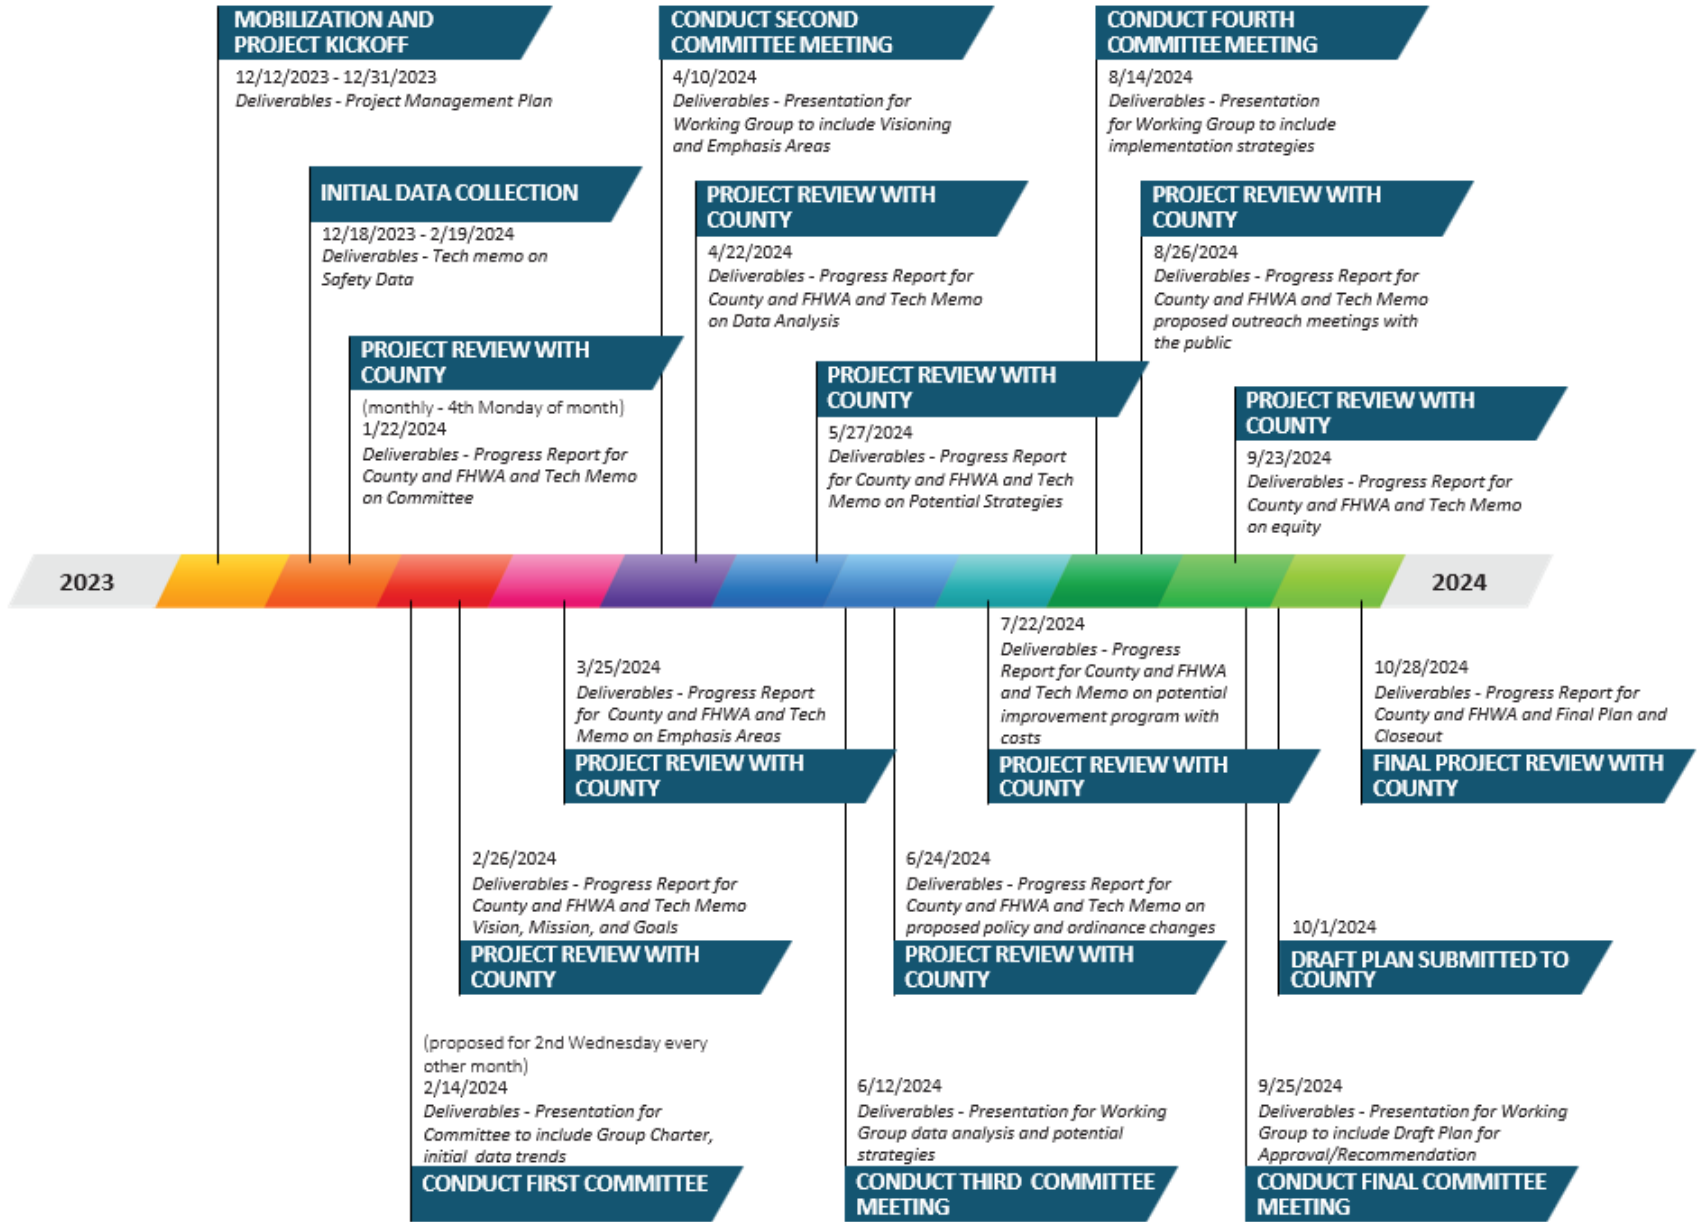 MOBILIZATION AND
PROJECT KICKOFF
12/12/2023 - 12/31/2023
Deliverables - Project Management Plan
INITIAL DATA COLLECTION
12/18/2023 - 2/19/2024
Deliverables - Tech memo on
Safety Data
PROJECT REVIEW WITH
COUNTY
(monthly - 4th Monday of month)
1/22/2024
Deliverables - Progress Report for
County and FHWA and Tech Memo
on Committee
CONDUCT SECOND
COMMITTEE MEETING
4/10/2024
Deliverables - Presentation for
Working Group to include Visioning
and Emphasis Areas
PROJECT REVIEW WITH
COUNTY
4/22/2024
Deliverables - Progress Report for
County and FHWA and Tech Memo
on Data Analysis
PROJECT REVIEW WITH
COUNTY
5/27/2024
Deliverables - Progress Report
for County and FHWA and Tech
Memo on Potential Strategies
CONDUCT FOURTH
COMMITTEE MEETING
8/14/2024
Deliverables - Presentation
for Working Group to include
implementation strategies
PROJECT REVIEW WITH
COUNTY
8/26/2024
Deliverables - Progress Report for
County and FHWA and Tech Memo
proposed outreach meetings with
the public
PROJECT REVIEW WITH
COUNTY
9/23/2024
Deliverables - Progress Report for
County and FHWA and Tech Memo
on equity
2023
2024
3/25/2024
Deliverables - Progress Report
for County and FHWA and Tech
Memo on Emphasis Areas
PROJECT REVIEW WITH
COUNTY
2/26/2024
Deliverables - Progress Report for
County and FHWA and Tech Memo
Vision, Mission, and Goals
PROJECT REVIEW WITH
COUNTY
(proposed for 2nd Wednesday every
other month)
2/14/2024
Deliverables - Presentation for
Committee to include Group Charter,
initial data trends
CONDUCT FIRST COMMITTEE
7/22/2024
Deliverables - Progress
Report for County and FHWA
and Tech Memo on potential
improvement program with
costs
PROJECT REVIEW WITH
COUNTY
6/24/2024
Deliverables - Progress Report for
County and FHWA and Tech Memo on
proposed policy and ordinance changes
PROJECT REVIEW WITH
COUNTY
6/12/2024
Deliverables - Presentation for Working
Group data analysis and potential
strategies
CONDUCT THIRD COMMITTEE
MEETING
10/28/2024
Deliverables - Progress Report for
County and FHWA and Final Plan and
Closeout
FINAL PROJECT REVIEW WITH
COUNTY
10/1/2024
DRAFT PLAN SUBMITTED TO
COUNTY
9/25/2024
Deliverables - Presentation for Working
Group to include Draft Plan for
Approval/Recommendation
CONDUCT FINAL COMMITTEE
MEETING